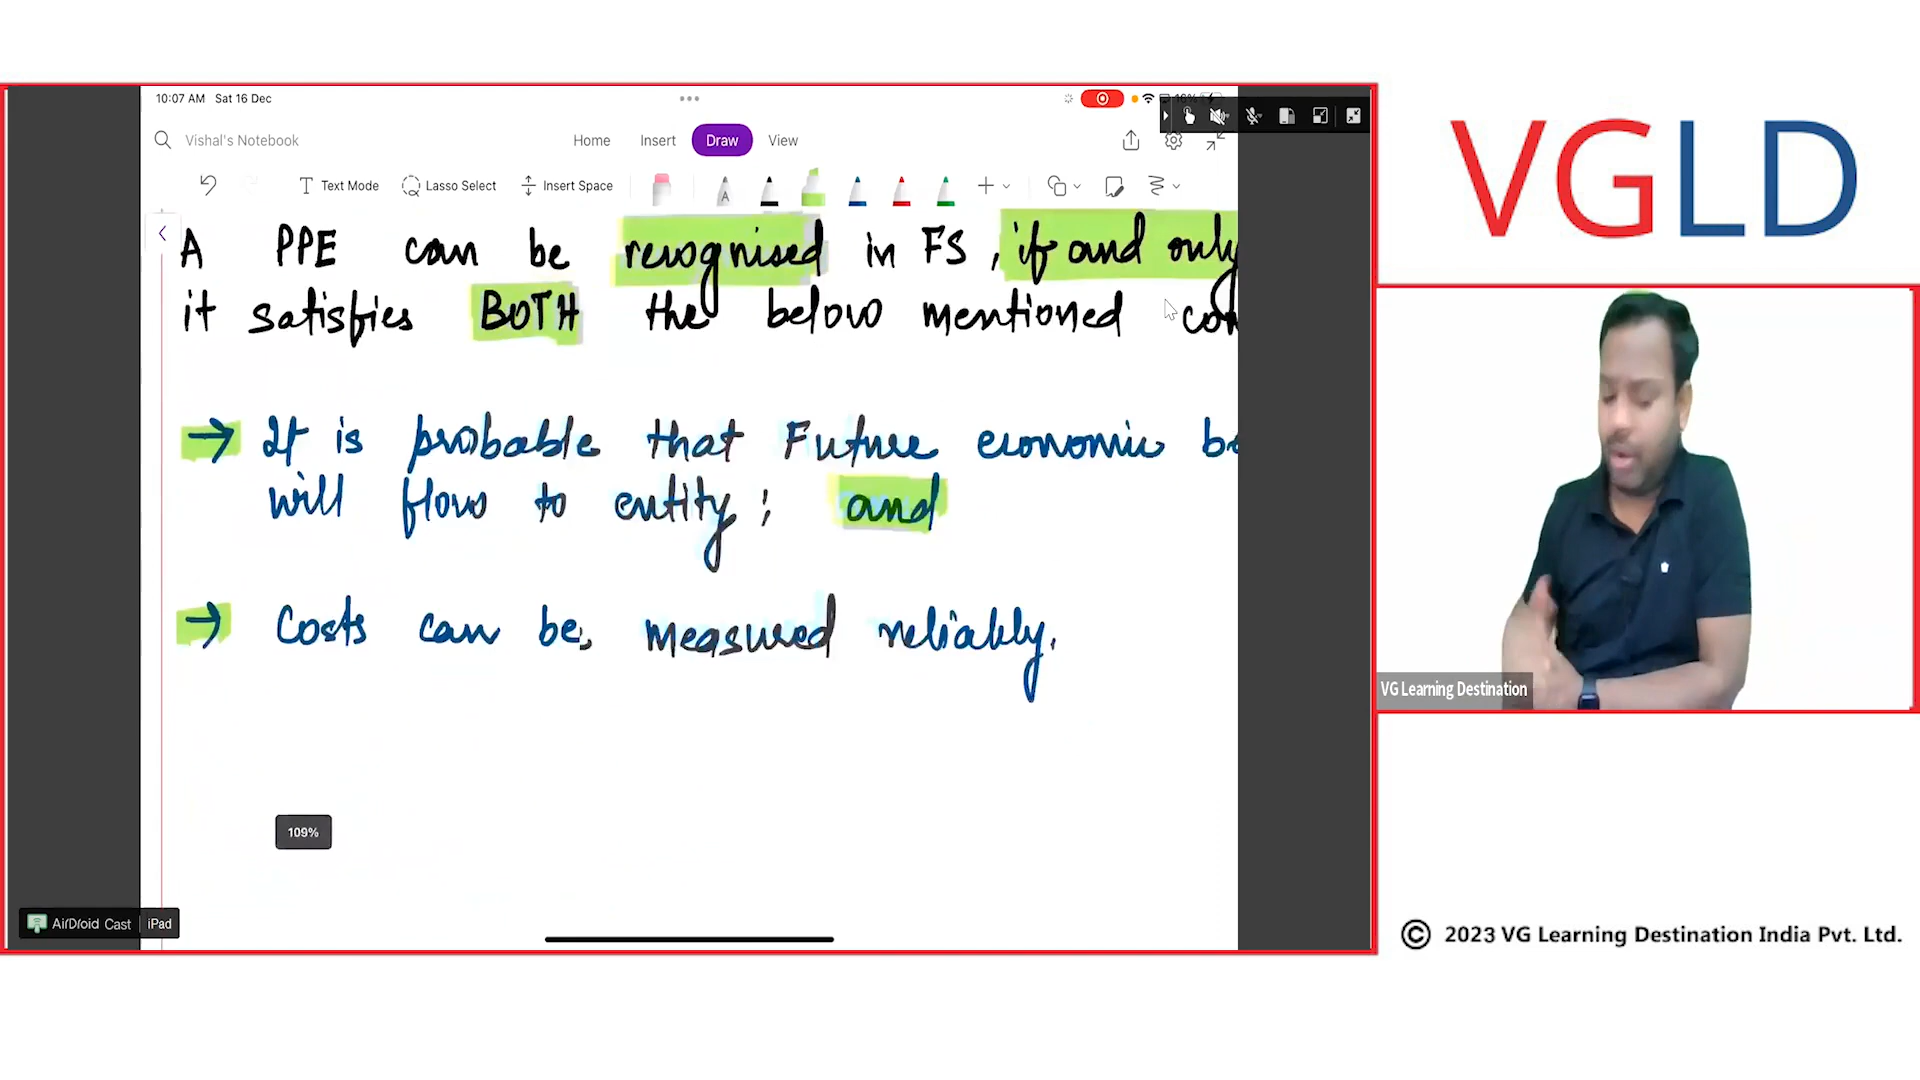 10:07 AM Sat 16 Dec
16%
Vishal's Notebook
Home Insert Draw View
Text Mode Lasso Select Insert Space
A PPE can be recognised in FS, if and only
it satisfies BOTH the below mentioned con
→ It is probable that Future economic be
will flow to entity; and
→ Costs can be, measured reliably.
109%
AirDroid Cast iPad
VGLD
VG Learning Destination
© 2023 VG Learning Destination India Pvt. Ltd.